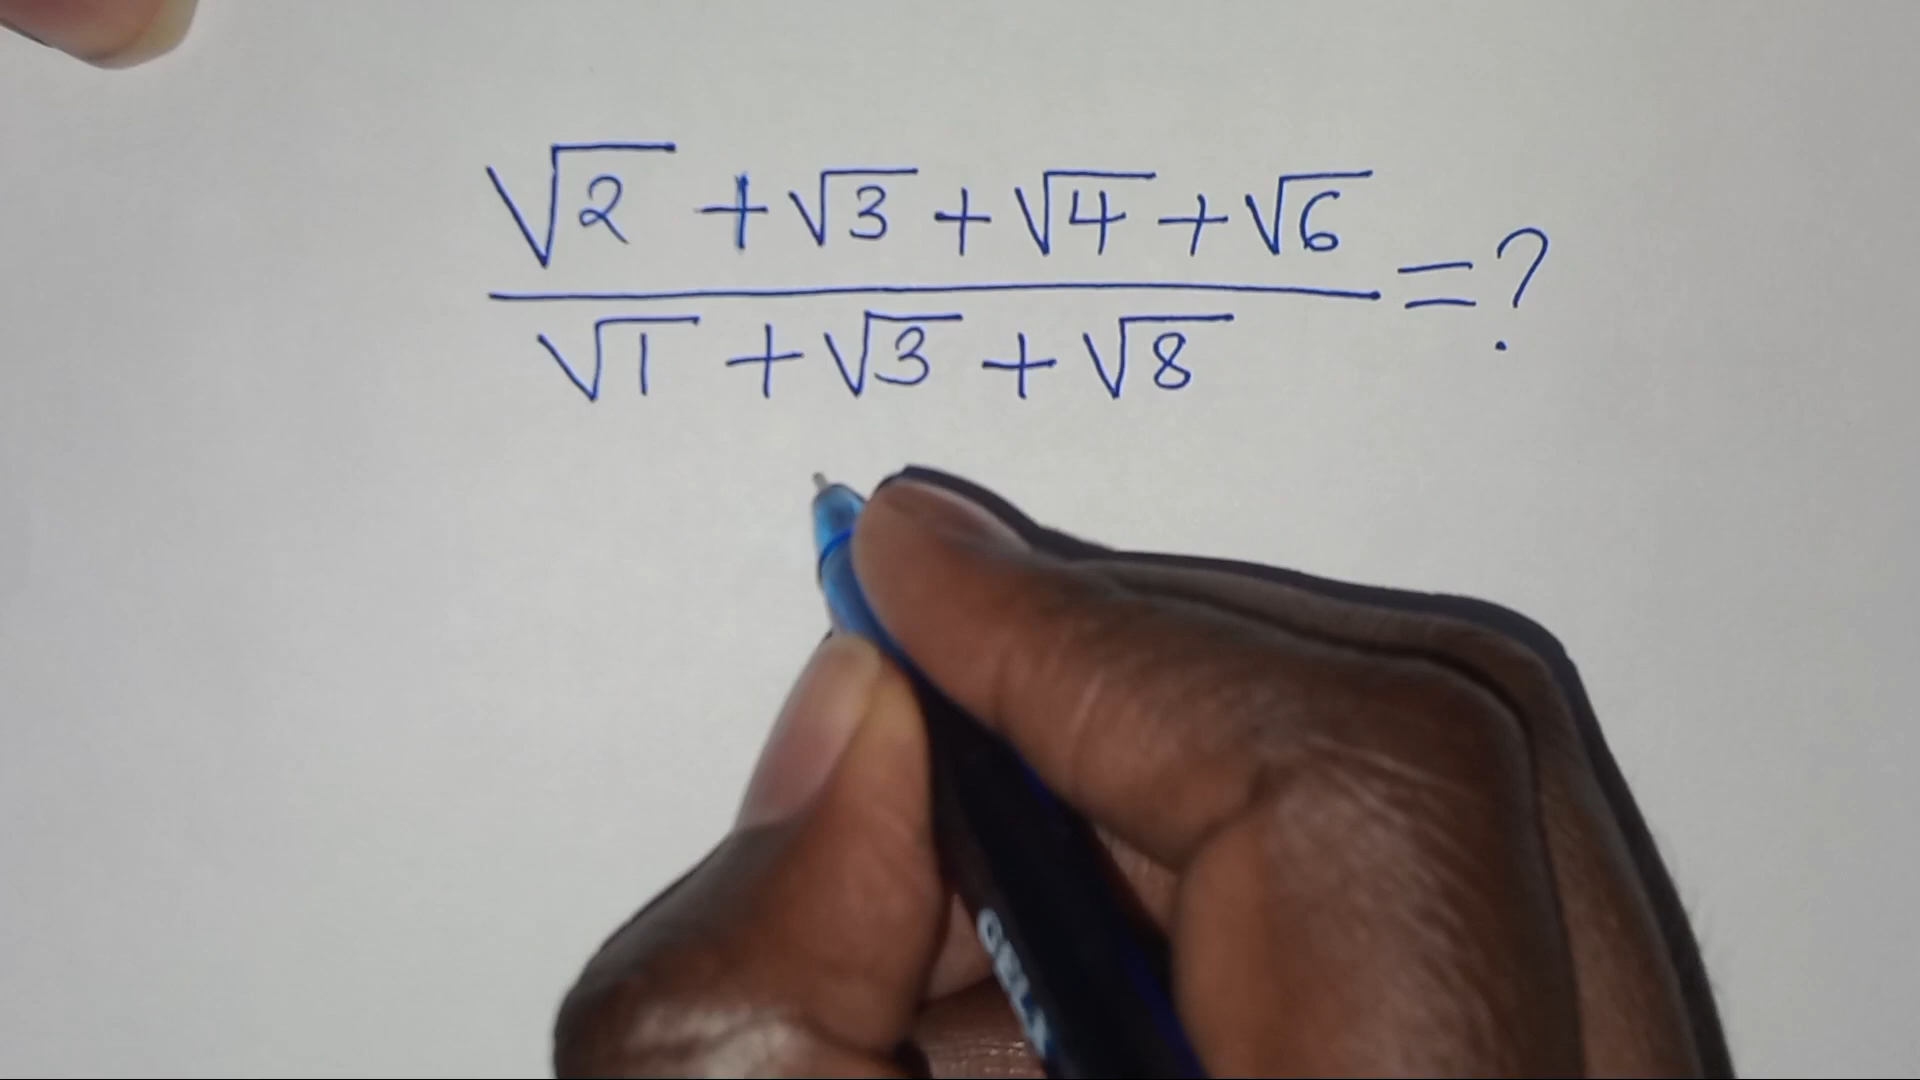 √2 + √3 + √4 + √6
= ?
√1 + √3 + √8